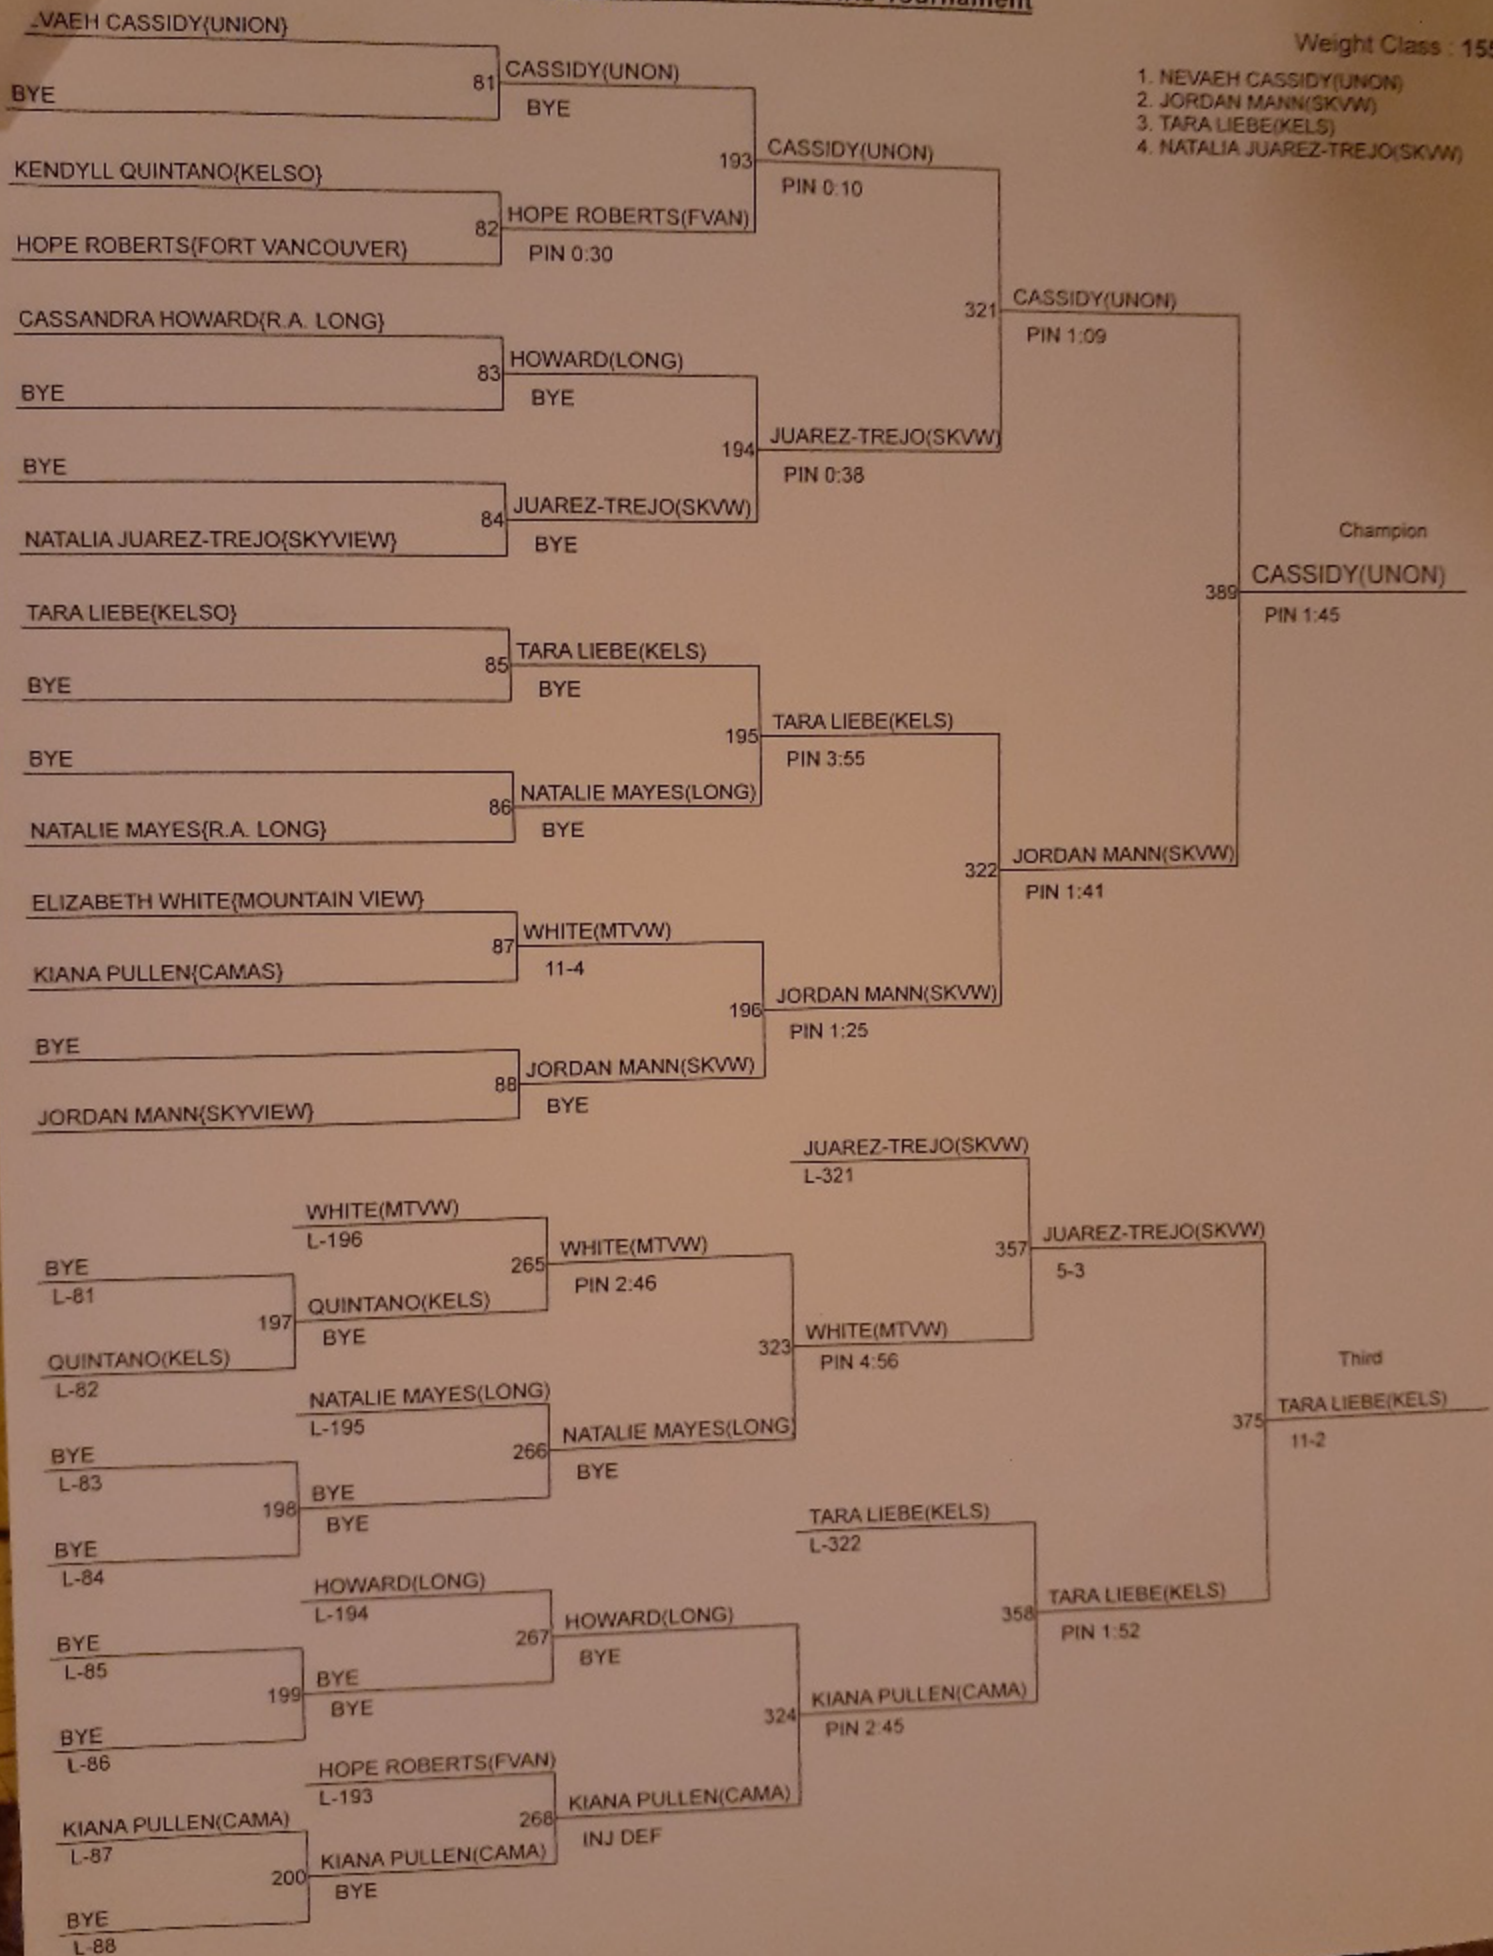 Tournament
Weight Class : 155
1. NEVAEH CASSIDY(UNON)
2. JORDAN MANN(SKVW)
3. TARA LIEBE(KELS)
4. NATALIA JUAREZ-TREJO(SKVW)
VAEH CASSIDY{UNION}
BYE
81
CASSIDY(UNON)
BYE
KENDYLL QUINTANO{KELSO}
HOPE ROBERTS{FORT VANCOUVER}
82
HOPE ROBERTS(FVAN)
PIN 0:30
193
CASSIDY(UNON)
PIN 0:10
CASSANDRA HOWARD{R.A. LONG}
BYE
83
HOWARD(LONG)
BYE
BYE
NATALIA JUAREZ-TREJO{SKYVIEW}
84
JUAREZ-TREJO(SKVW)
BYE
194
JUAREZ-TREJO(SKVW)
PIN 0:38
321
CASSIDY(UNON)
PIN 1:09
TARA LIEBE{KELSO}
BYE
85
TARA LIEBE(KELS)
BYE
BYE
NATALIE MAYES{R.A. LONG}
86
NATALIE MAYES(LONG)
BYE
195
TARA LIEBE(KELS)
PIN 3:55
ELIZABETH WHITE{MOUNTAIN VIEW}
KIANA PULLEN{CAMAS}
87
WHITE(MTVW)
11-4
BYE
JORDAN MANN{SKYVIEW}
88
JORDAN MANN(SKVW)
BYE
196
JORDAN MANN(SKVW)
PIN 1:25
322
JORDAN MANN(SKVW)
PIN 1:41
Champion
389
CASSIDY(UNON)
PIN 1:45
BYE
L-81
QUINTANO(KELS)
L-82
197
WHITE(MTVW)
L-196
QUINTANO(KELS)
BYE
265
WHITE(MTVW)
PIN 2:46
BYE
L-83
BYE
L-84
198
NATALIE MAYES(LONG)
L-195
BYE
BYE
266
NATALIE MAYES(LONG)
BYE
323
WHITE(MTVW)
PIN 4:56
JUAREZ-TREJO(SKVW)
L-321
357
JUAREZ-TREJO(SKVW)
5-3
BYE
L-85
BYE
L-86
199
HOWARD(LONG)
L-194
BYE
BYE
267
HOWARD(LONG)
BYE
KIANA PULLEN(CAMA)
L-87
BYE
L-88
200
HOPE ROBERTS(FVAN)
L-193
KIANA PULLEN(CAMA)
BYE
268
KIANA PULLEN(CAMA)
INJ DEF
324
KIANA PULLEN(CAMA)
PIN 2:45
TARA LIEBE(KELS)
L-322
358
TARA LIEBE(KELS)
PIN 1:52
Third
375
TARA LIEBE(KELS)
11-2